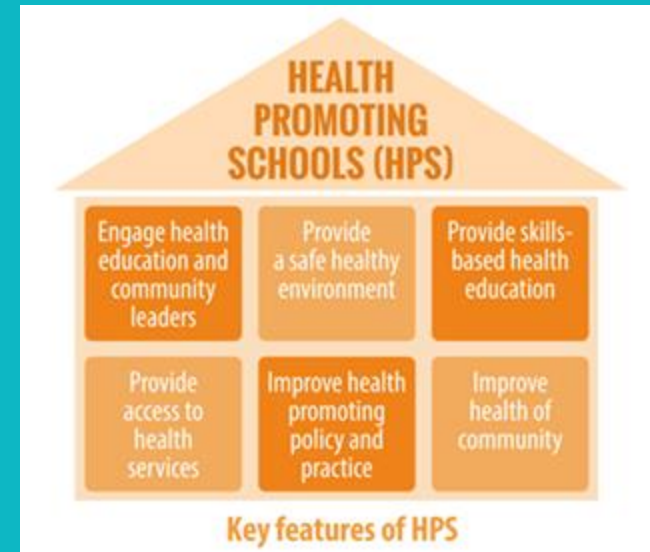 HEALTH
PROMOTING
SCHOOLS (HPS)
Engage health
education and
community
leaders
Provide
a safe healthy
environment
Provide skills-
based health
education
Provide
access to
health
services
Improve health
promoting
policy and
practice
Improve
health of
community
Key features of HPS